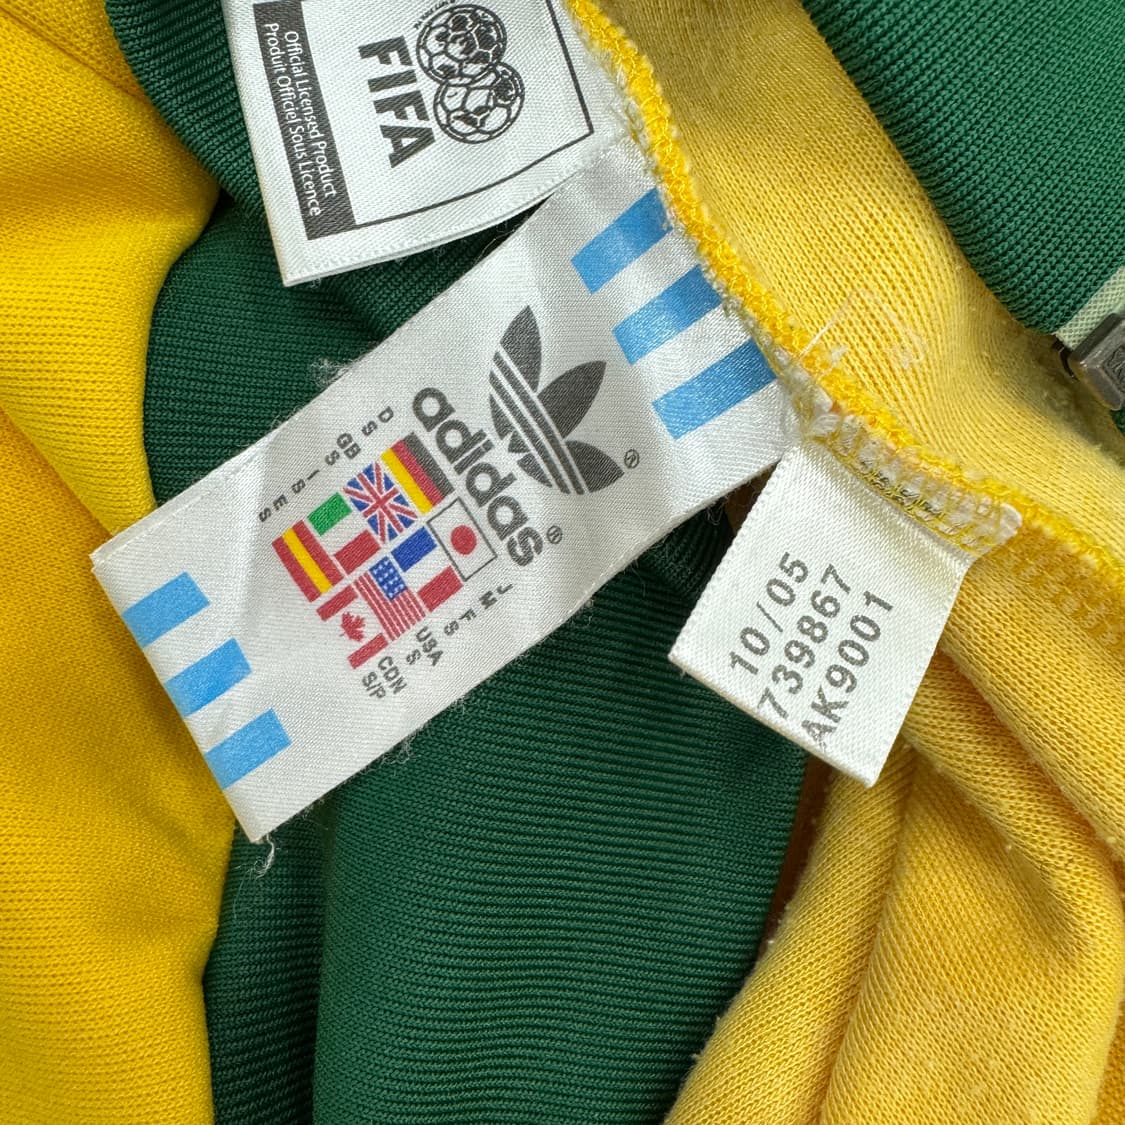 Official Licensed Product
Produit Officiel Sous Licence
FIFA
adidas®
®
D S
GB S
I S
E S
J M
F S
USA S
CDN S/P
10/05
739867
AK9001